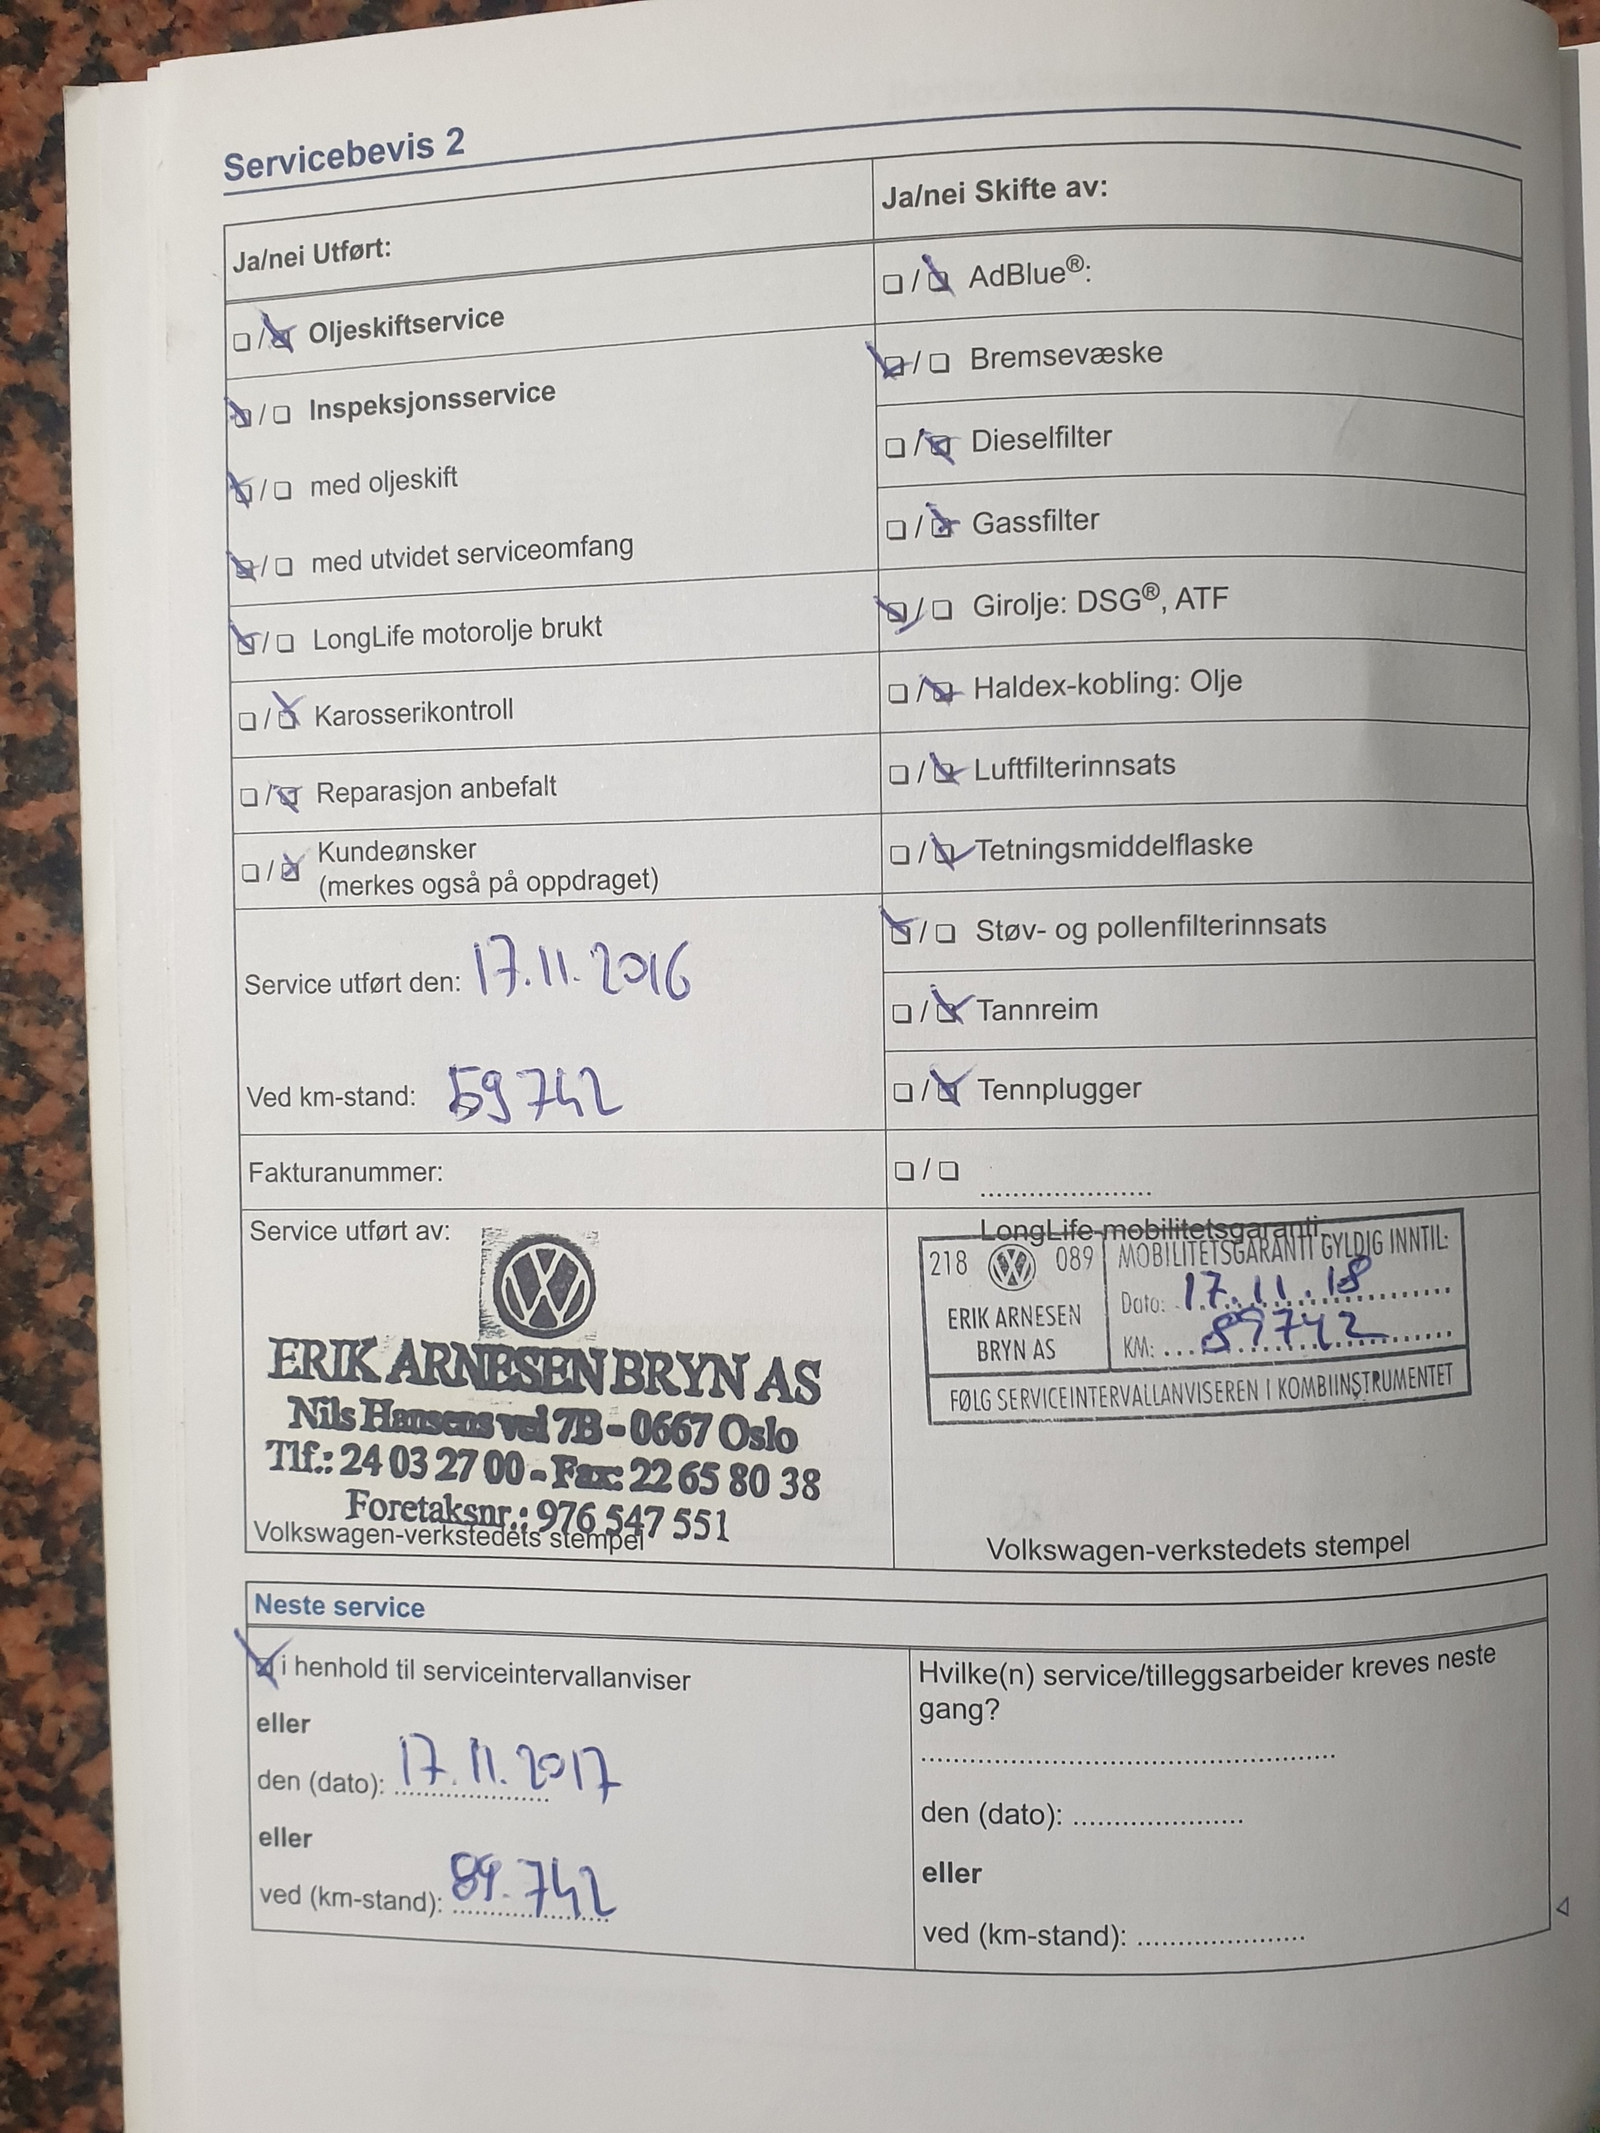 Servicebevis 2
Ja/nei Utført:
☐/☒ Oljeskiftservice
☒/☐ Inspeksjonsservice
☒/☐ med oljeskift
☒/☐ med utvidet serviceomfang
☒/☐ LongLife motorolje brukt
☐/☒ Karosserikontroll
☐/☒ Reparasjon anbefalt
☐/☒ Kundeønsker
(merkes også på oppdraget)
Service utført den: 17.11.2016
Ved km-stand: 59742
Fakturanummer:
Service utført av:
ERIK ARNESEN BRYN AS
Nils Hansens vei 7B - 0667 Oslo
Tlf.: 24 03 27 00 - Fax: 22 65 80 38
Foretaksnr.: 976 547 551
Volkswagen-verkstedets stempel
Ja/nei Skifte av:
☐/☒ AdBlue®:
☒/☐ Bremsevæske
☐/☒ Dieselfilter
☐/☒ Gassfilter
☒/☐ Girolje: DSG®, ATF
☐/☒ Haldex-kobling: Olje
☐/☒ Luftfilterinnsats
☐/☒ Tetningsmiddelflaske
☒/☐ Støv- og pollenfilterinnsats
☐/☒ Tannreim
☐/☒ Tennplugger
☐/☐ ......................
LongLife-mobilitetsgaranti
218 089
ERIK ARNESEN
BRYN AS
MOBILITETSGARANTI GYLDIG INNTIL:
Dato: 17.11.18
KM: 89742
FØLG SERVICEINTERVALLANVISEREN I KOMBIINSTRUMENTET
Volkswagen-verkstedets stempel
Neste service
☒ i henhold til serviceintervallanviser
eller
den (dato): 17.11.2017
eller
ved (km-stand): 89.742
Hvilke(n) service/tilleggsarbeider kreves neste
gang?
den (dato): ......................
eller
ved (km-stand): ......................